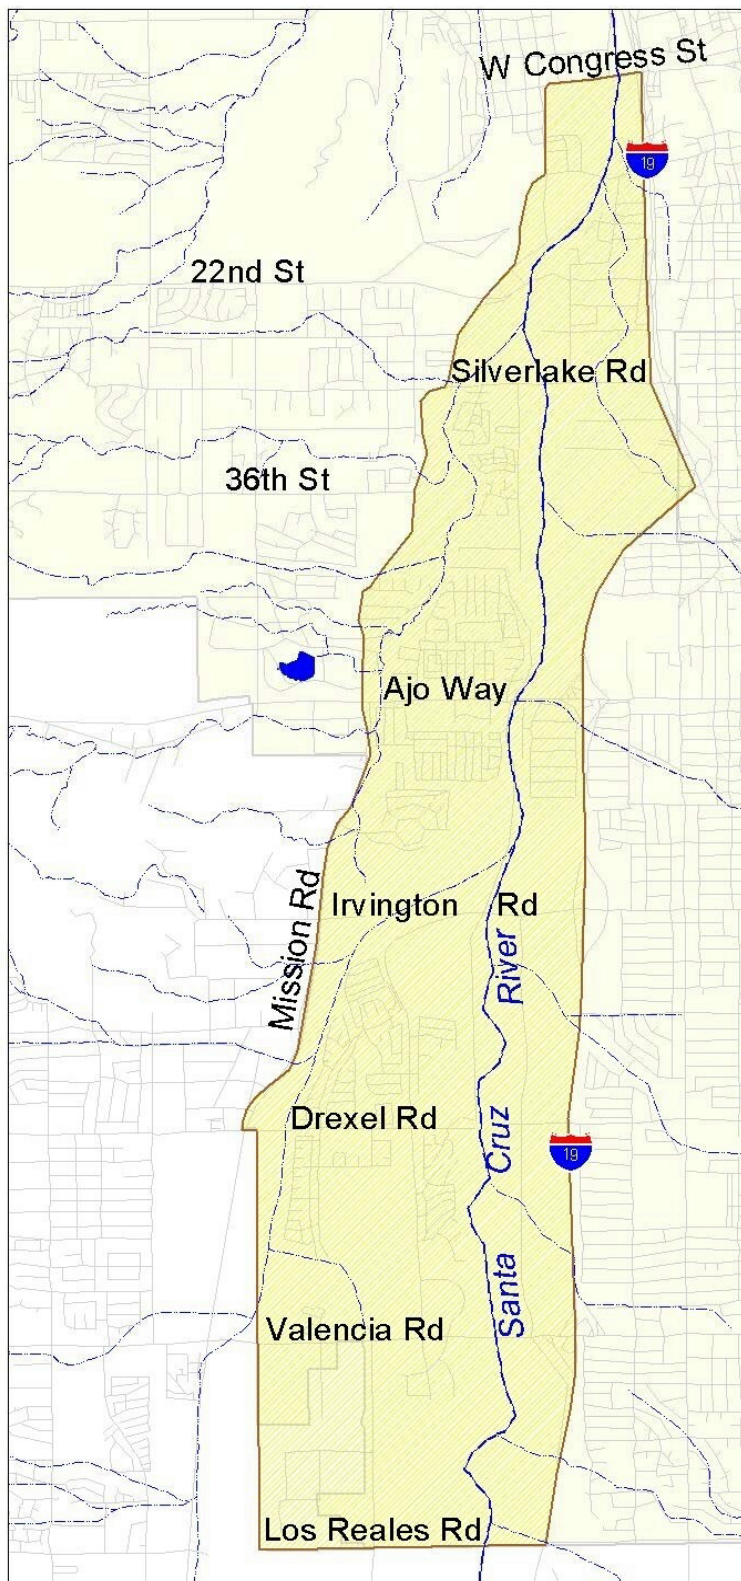 W Congress St
19
22nd St
Silverlake Rd
36th St
Ajo Way
Mission Rd
Irvington Rd
Santa Cruz River
Drexel Rd
19
Valencia Rd
Los Reales Rd